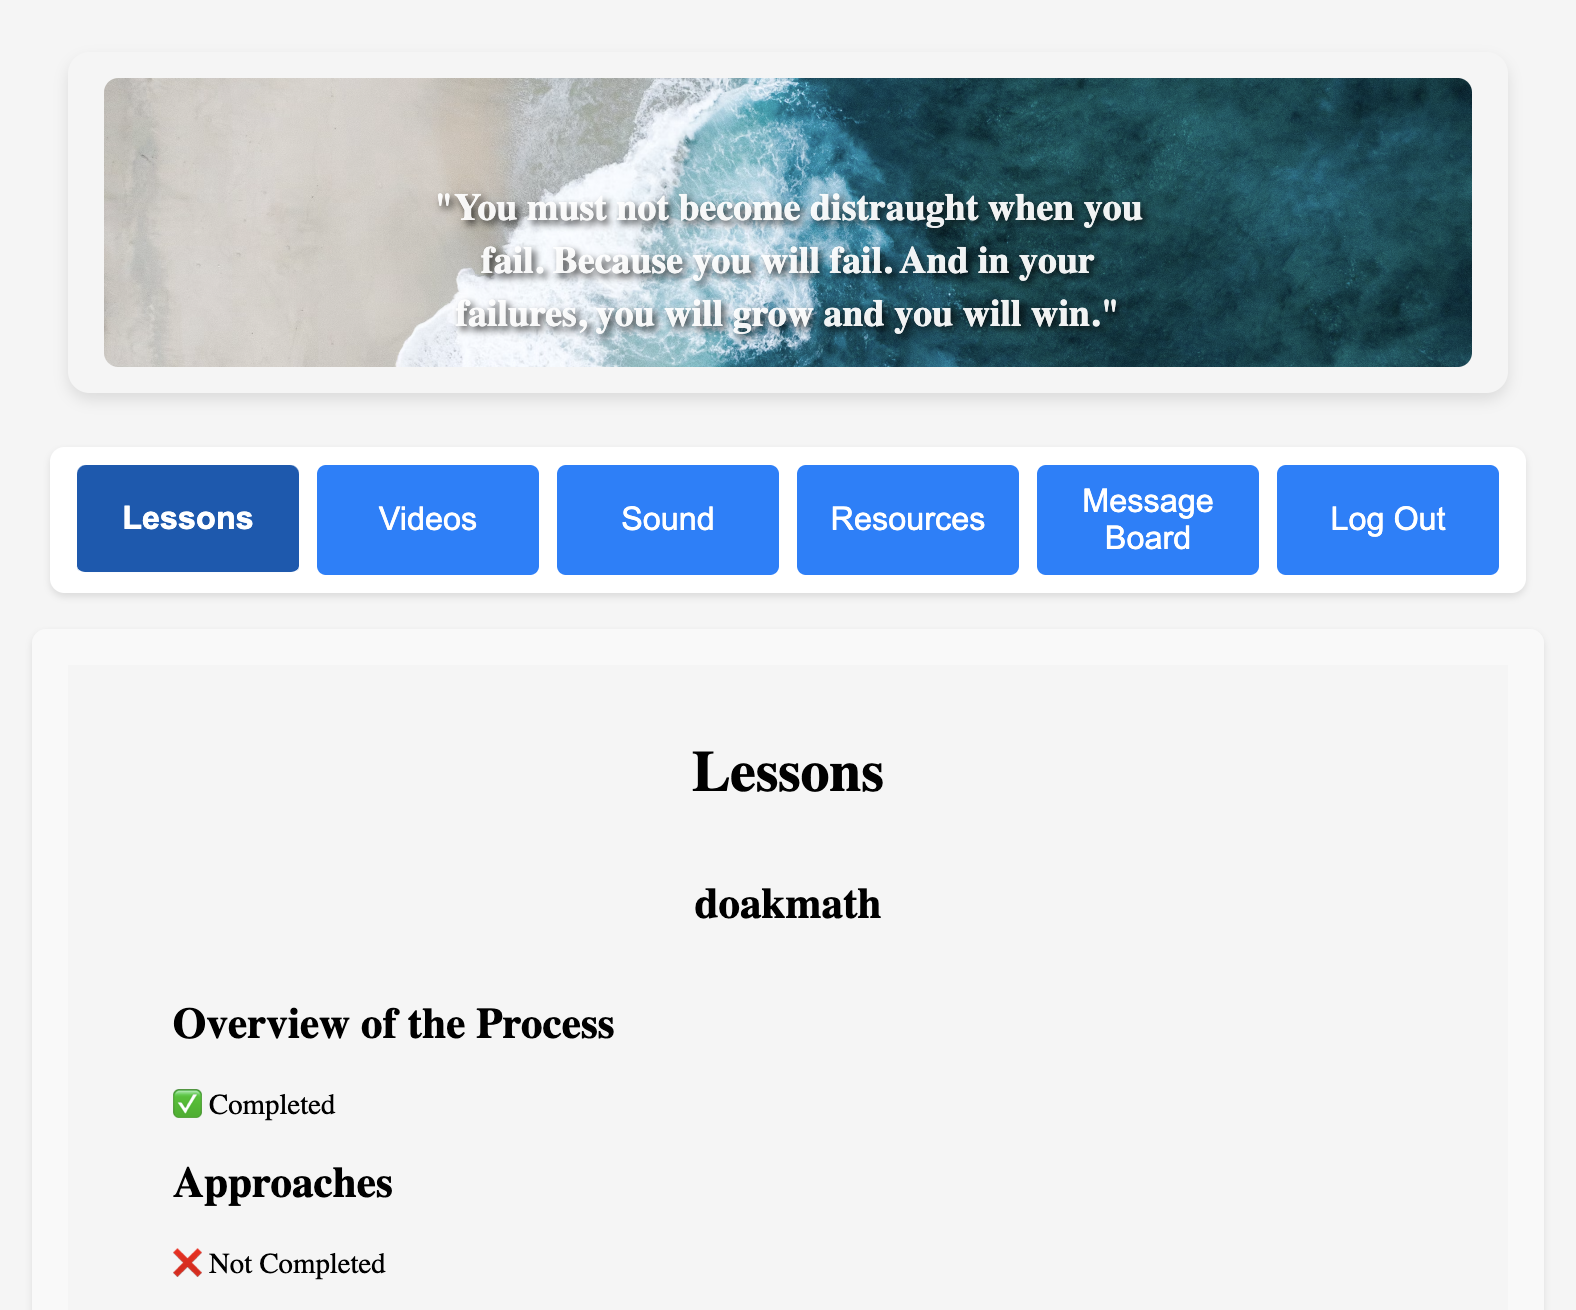 "You must not become distraught when you
fail. Because you will fail. And in your
failures, you will grow and you will win."
Lessons
Videos
Sound
Resources
Message
Board
Log Out
Lessons
doakmath
Overview of the Process
✅ Completed
Approaches
❌ Not Completed